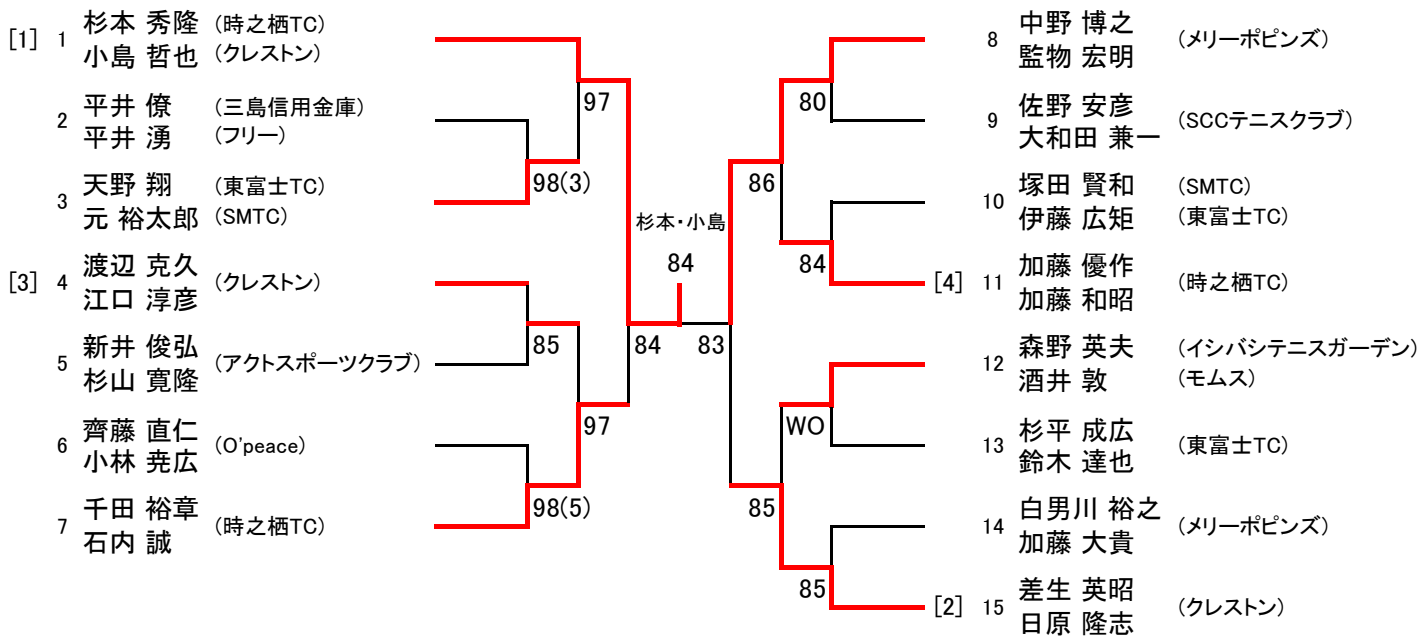 [1] 1 杉本 秀隆 (時之栖TC)
小島 哲也 (クレストン)
2 平井 僚 (三島信用金庫)
平井 湧 (フリー)
3 天野 翔 (東富士TC)
元 裕太郎 (SMTC)
[3] 4 渡辺 克久
江口 淳彦 (クレストン)
5 新井 俊弘
杉山 寛隆 (アクトスポーツクラブ)
6 齊藤 直仁
小林 尭広 (O'peace)
7 千田 裕章
石内 誠 (時之栖TC)
97
98(3)
85
97
98(5)
84
杉本・小島
84
83
86
80
84
WO
85
85
8 中野 博之
監物 宏明 (メリーポピンズ)
9 佐野 安彦
大和田 兼一 (SCCテニスクラブ)
10 塚田 賢和 (SMTC)
伊藤 広矩 (東富士TC)
[4] 11 加藤 優作
加藤 和昭 (時之栖TC)
12 森野 英夫 (イシバシテニスガーデン)
酒井 敦 (モムス)
13 杉平 成広
鈴木 達也 (東富士TC)
14 白男川 裕之
加藤 大貴 (メリーポピンズ)
[2] 15 差生 英昭
日原 隆志 (クレストン)